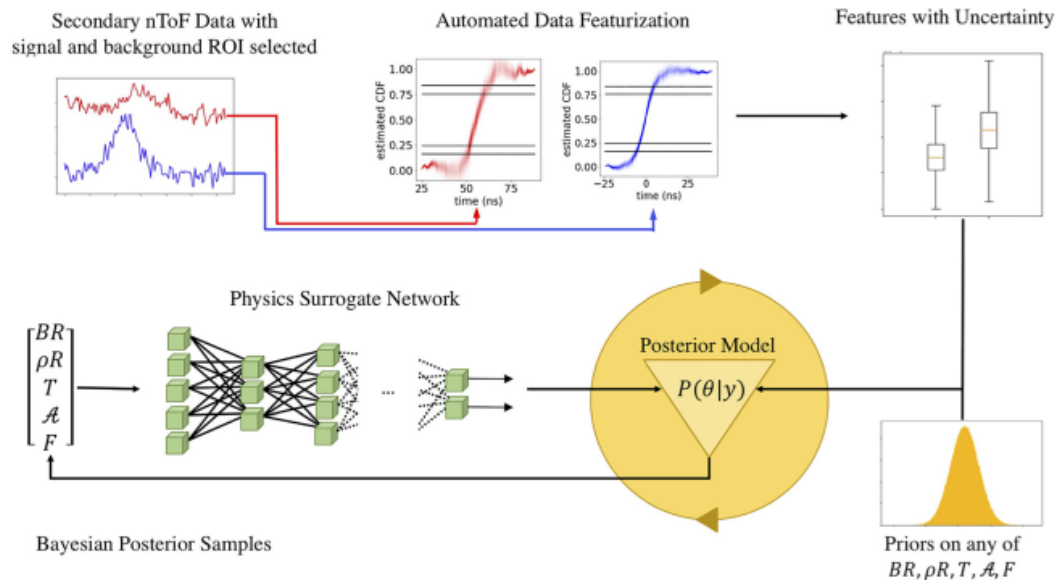 Secondary nToF Data with
signal and background ROI selected
Automated Data Featurization
Features with Uncertainty
1.00
0.75
0.50
0.25
0.00
estimated CDF
25
50
75
time (ns)
1.00
0.75
0.50
0.25
0.00
estimated CDF
−25
0
25
time (ns)
Physics Surrogate Network
BR
ρR
T
𝒜
F
...
Posterior Model
P(θ|y)
Bayesian Posterior Samples
Priors on any of
BR, ρR, T, 𝒜, F